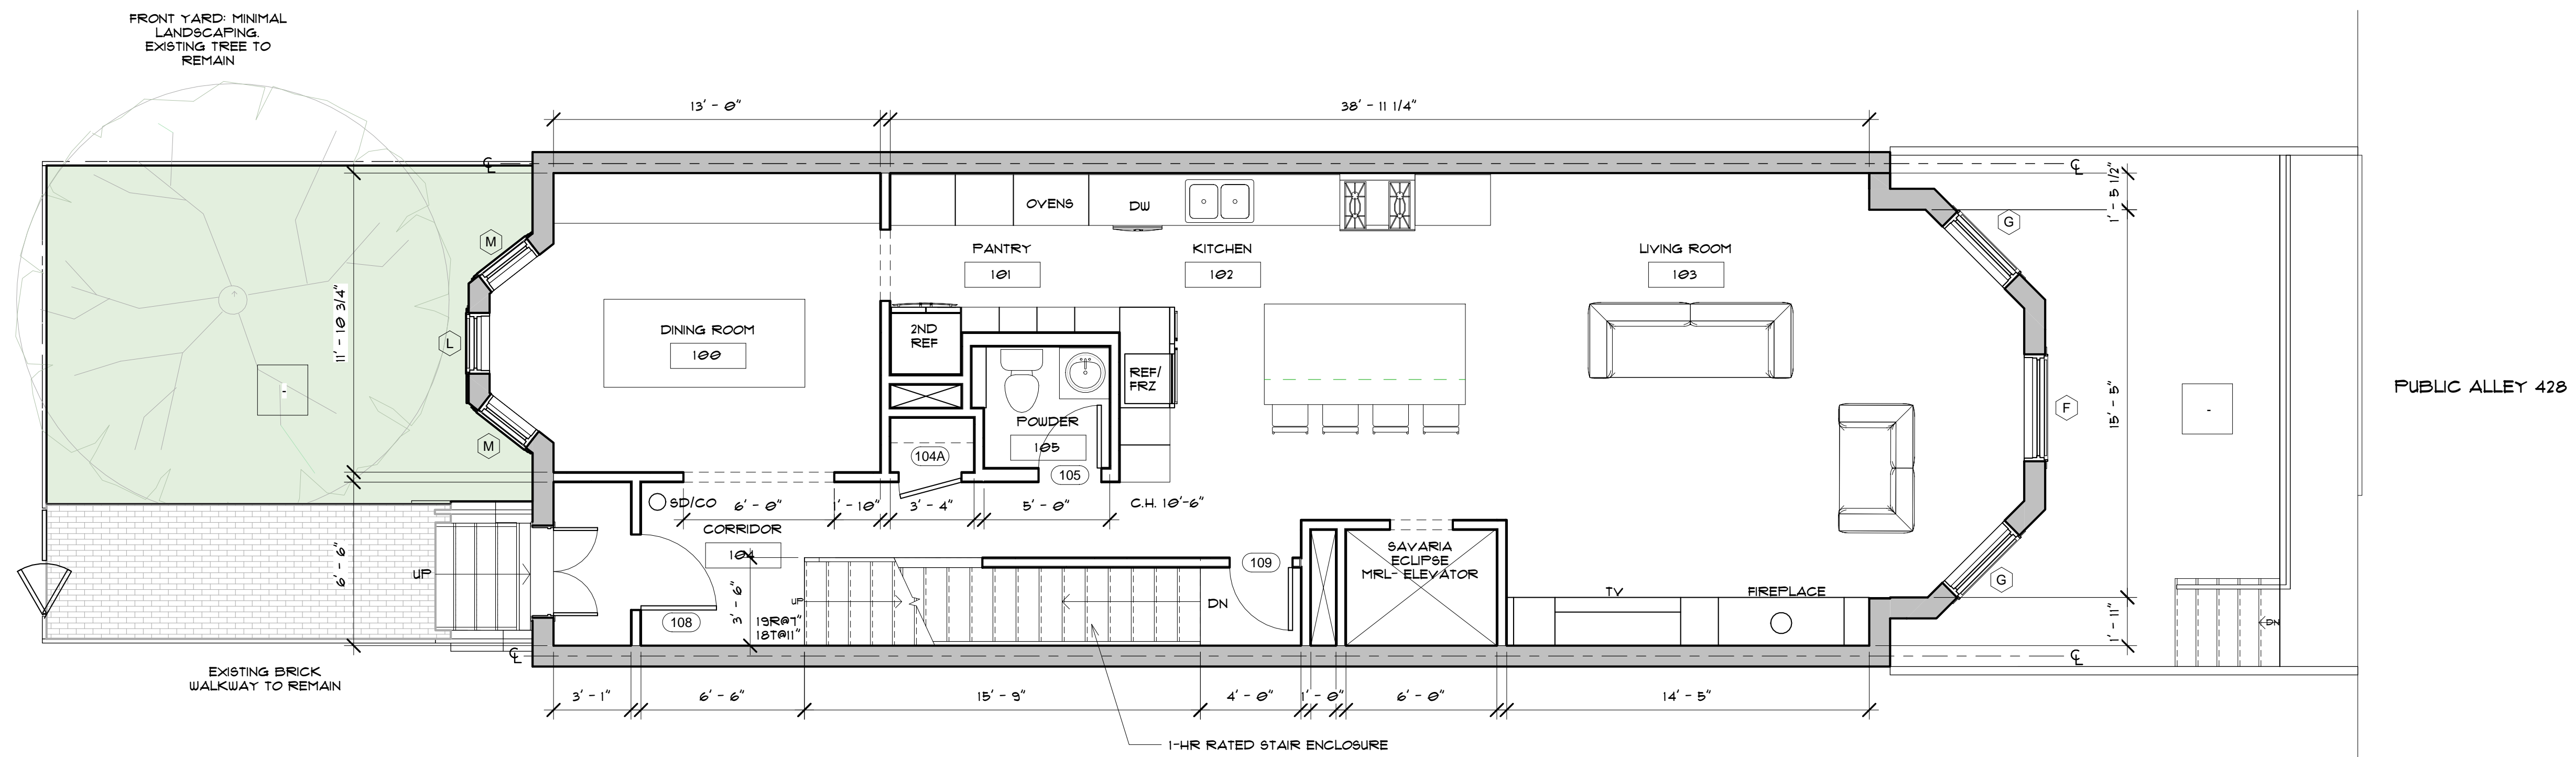 FRONT YARD: MINIMAL
LANDSCAPING.
EXISTING TREE TO
REMAIN
13' - 0"
38' - 11 1/4"
℄
℄
1' - 5 1/2"
OVENS
DW
M
G
PANTRY
101
KITCHEN
102
LIVING ROOM
103
11' - 10 3/4"
DINING ROOM
100
2ND
REF
L
REF/
FRZ
PUBLIC ALLEY 428
-
F
-
15' - 5"
POWDER
105
M
104A
105
SD/CO
6' - 0"
1' - 10"
3' - 4"
5' - 0"
C.H. 10'-6"
CORRIDOR
104
SAVARIA
ECLIPSE
MRL- ELEVATOR
109
6' - 6"
UP
G
TV
FIREPLACE
UP
DN
3' - 6"
108
19R@7"
18T@11"
DN
1' - 11"
℄
℄
EXISTING BRICK
WALKWAY TO REMAIN
3' - 1"
6' - 6"
15' - 9"
4' - 0"
1' - 0"
6' - 0"
14' - 5"
1-HR RATED STAIR ENCLOSURE